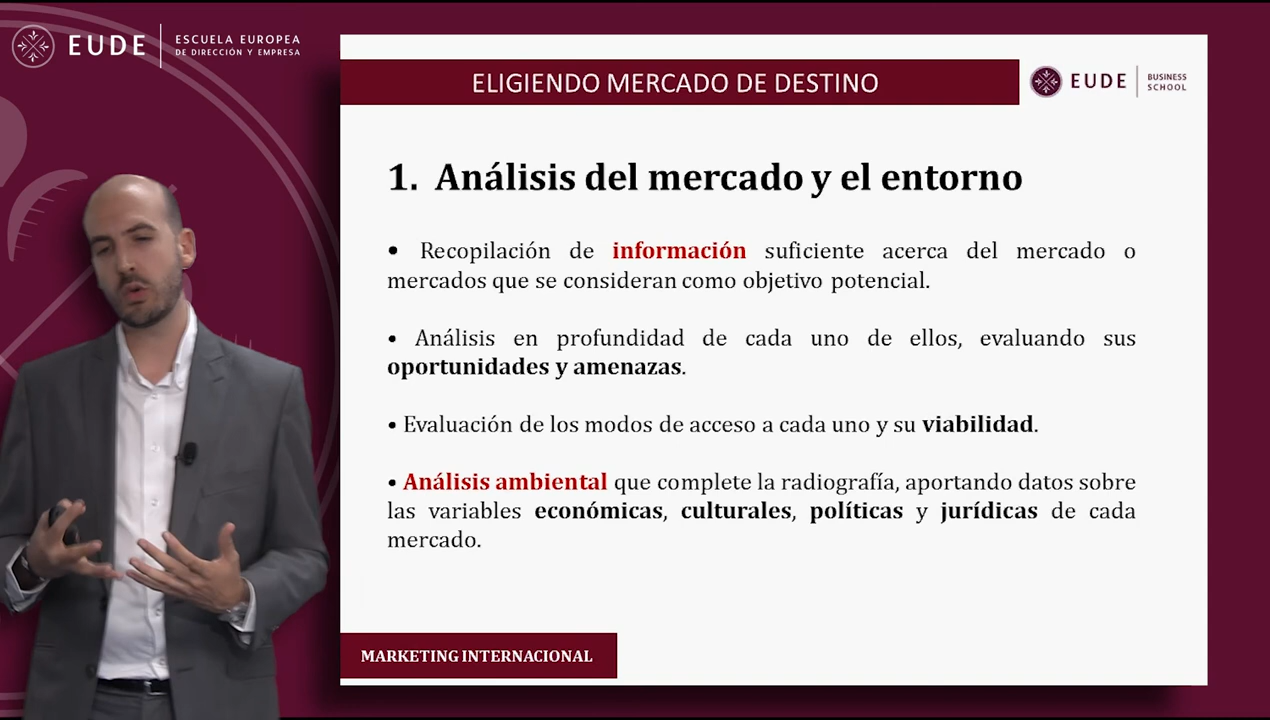 EUDE
ESCUELA EUROPEA
DE DIRECCIÓN Y EMPRESA
ELIGIENDO MERCADO DE DESTINO
EUDE
BUSINESS
SCHOOL
1. Análisis del mercado y el entorno
• Recopilación de información suficiente acerca del mercado o
mercados que se consideran como objetivo potencial.
• Análisis en profundidad de cada uno de ellos, evaluando sus
oportunidades y amenazas.
• Evaluación de los modos de acceso a cada uno y su viabilidad.
• Análisis ambiental que complete la radiografía, aportando datos sobre
las variables económicas, culturales, políticas y jurídicas de cada
mercado.
MARKETING INTERNACIONAL